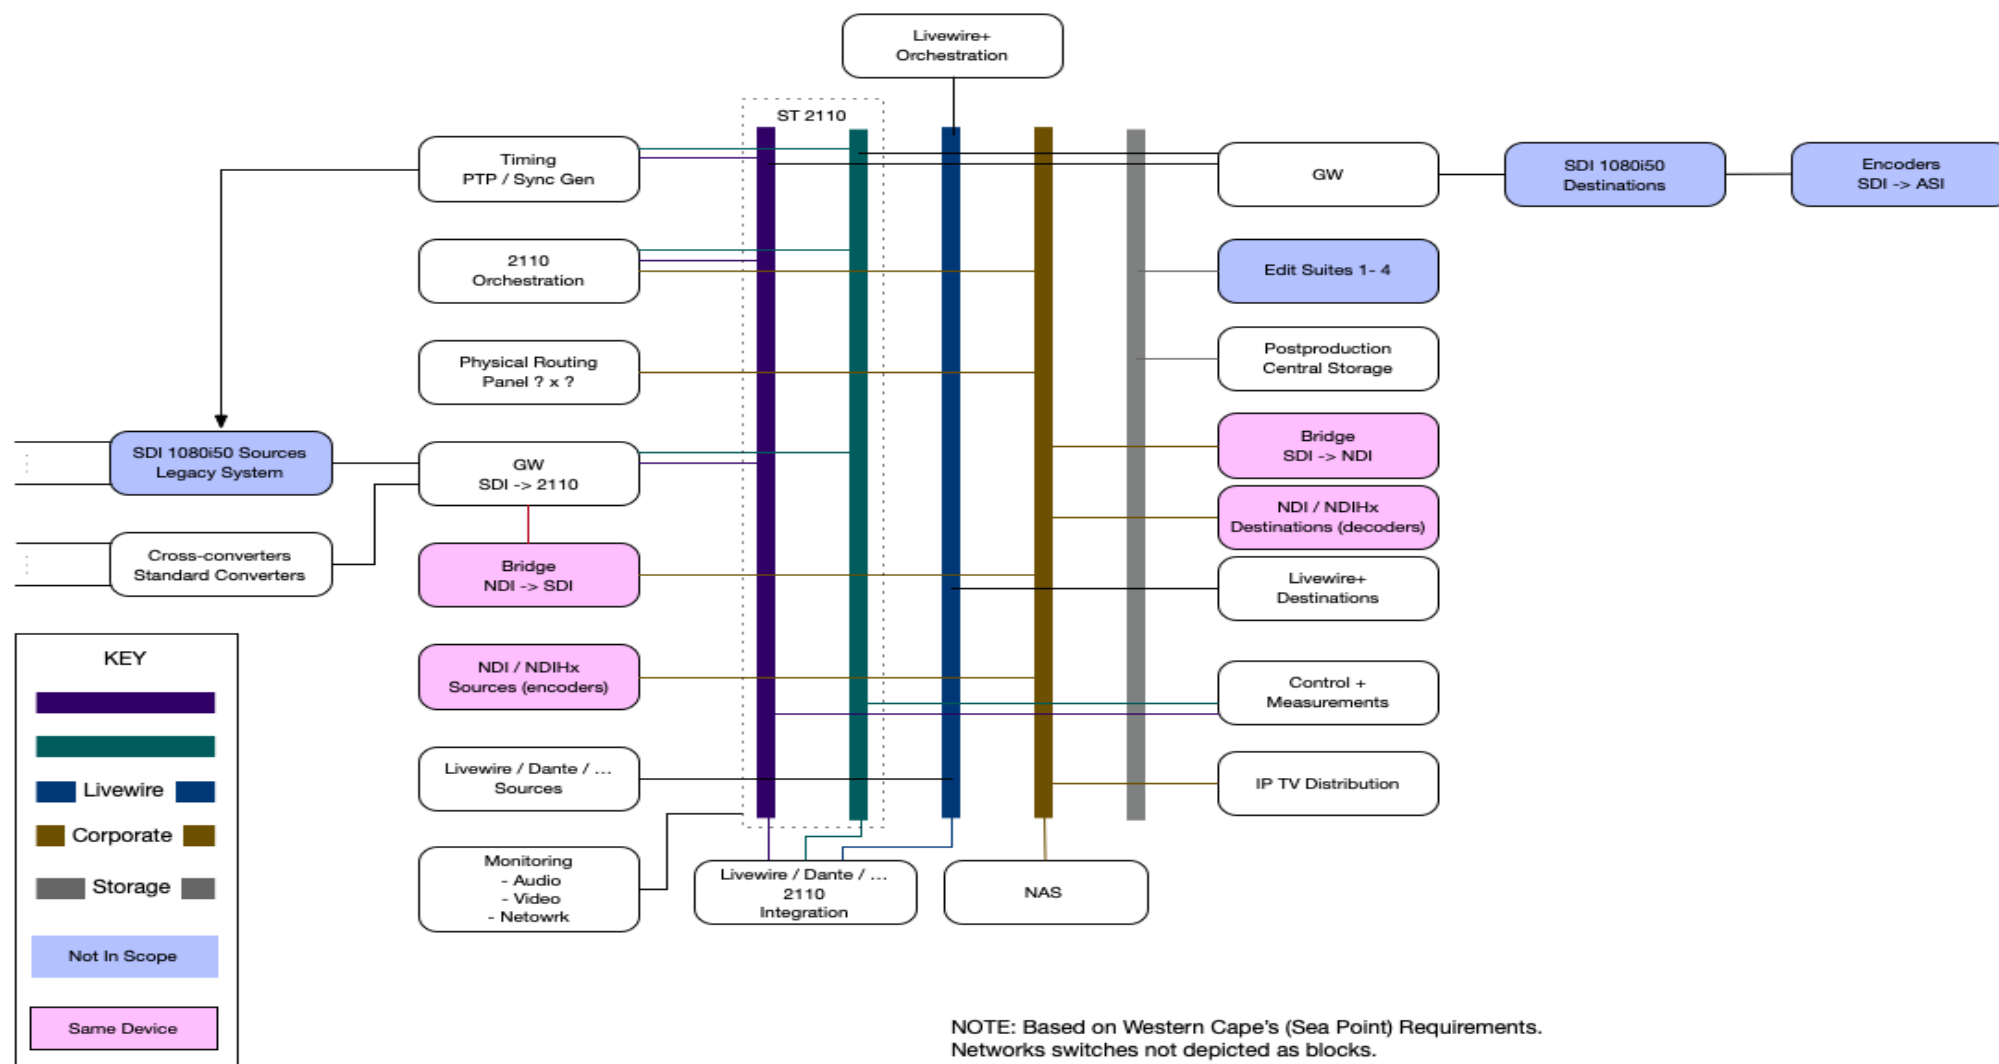 Livewire+
Orchestration
ST 2110
Timing
PTP / Sync Gen
GW
SDI 1080i50
Destinations
Encoders
SDI -> ASI
2110
Orchestration
Edit Suites 1- 4
Physical Routing
Panel ? x ?
Postproduction
Central Storage
SDI 1080i50 Sources
Legacy System
GW
SDI -> 2110
Bridge
SDI -> NDI
NDI / NDIHx
Destinations (decoders)
Cross-converters
Standard Converters
Bridge
NDI -> SDI
Livewire+
Destinations
KEY
Livewire
Corporate
Storage
Not In Scope
Same Device
NDI / NDIHx
Sources (encoders)
Control +
Measurements
Livewire / Dante / ...
Sources
IP TV Distribution
Monitoring
- Audio
- Video
- Netowrk
Livewire / Dante / ...
2110
Integration
NAS
NOTE: Based on Western Cape's (Sea Point) Requirements.
Networks switches not depicted as blocks.